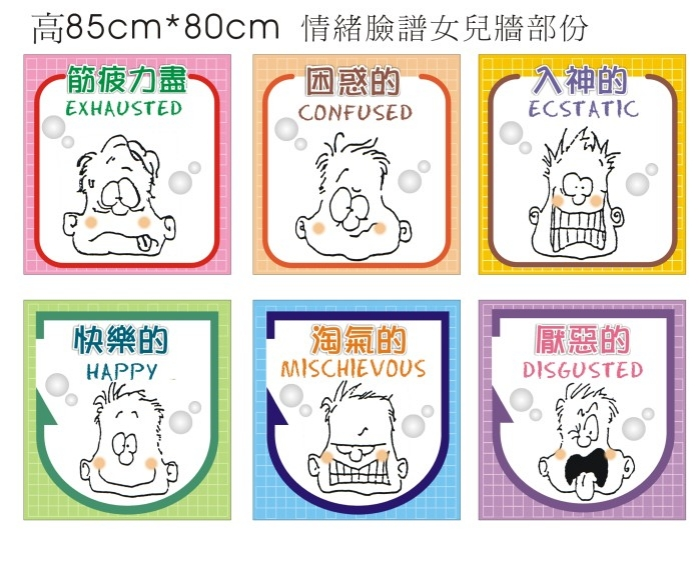 高85cm*80cm 情緒臉譜女兒牆部份
筋疲力盡
EXHAUSTED
困惑的
CONFUSED
入神的
ECSTATIC
快樂的
HAPPY
淘氣的
MISCHIEVOUS
厭惡的
DISGUSTED